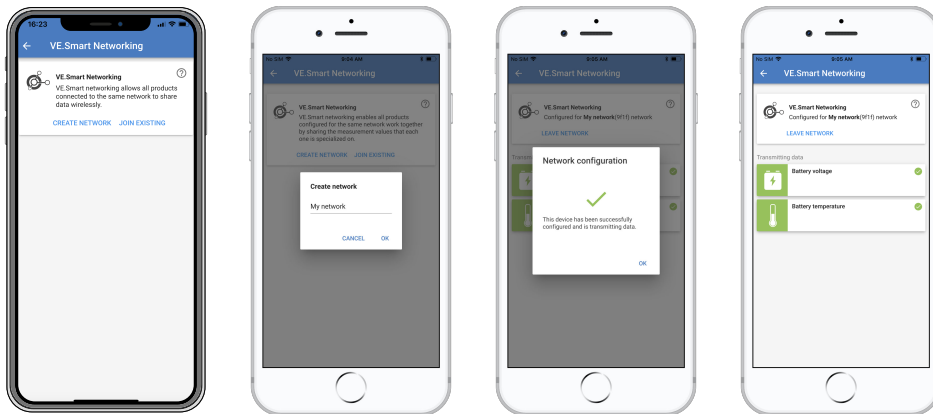 16:23
VE.Smart Networking
VE.Smart Networking
VE.Smart networking allows all products
connected to the same network to share
data wirelessly.
CREATE NETWORK JOIN EXISTING
No SIM 9:04 AM
VE.Smart Networking
VE.Smart Networking
VE.Smart Networking enables all products
configured for the same network work together
by sharing the measurement values that each
one is specialized on.
CREATE NETWORK JOIN EXISTING
Create network
My network
CANCEL OK
No SIM 9:05 AM
VE.Smart Networking
VE.Smart Networking
Configured for My network(9f1f) network
LEAVE NETWORK
Network configuration
This device has been successfully
configured and is transmitting data.
OK
No SIM 9:05 AM
VE.Smart Networking
VE.Smart Networking
Configured for My network(9f1f) network
LEAVE NETWORK
Transmitting data
Battery voltage
Battery temperature